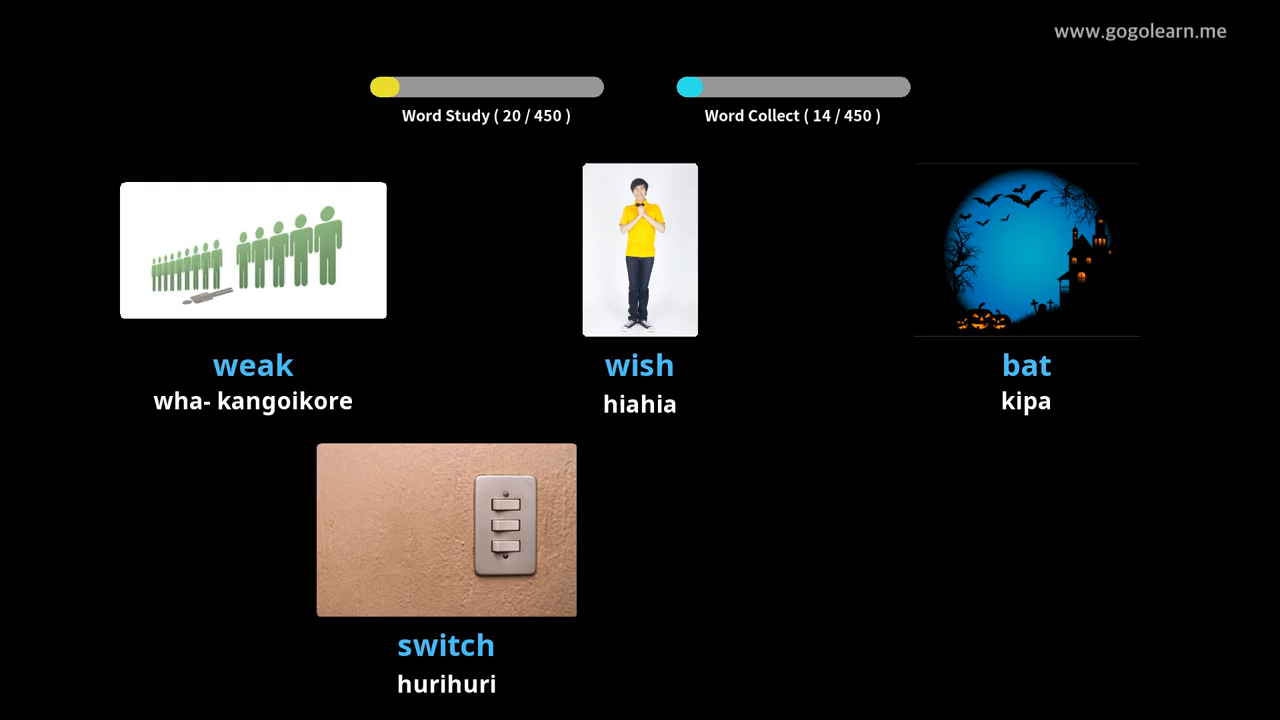 www.gogolearn.me
Word Study ( 20 / 450 )
Word Collect ( 14 / 450 )
weak
wha- kangoikore
wish
hiahia
bat
kipa
switch
hurihuri